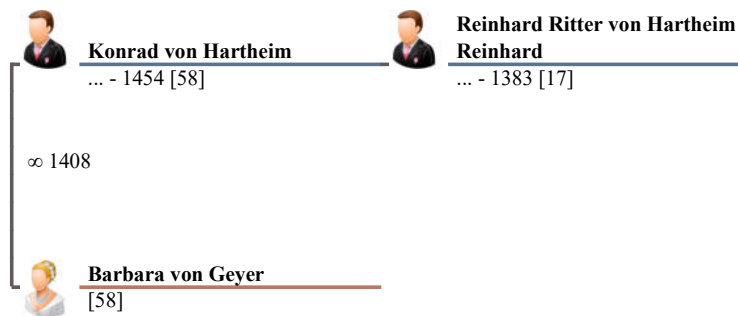 Konrad von Hartheim
... - 1454 [58]
Reinhard Ritter von Hartheim
Reinhard
... - 1383 [17]
∞ 1408
Barbara von Geyer
[58]